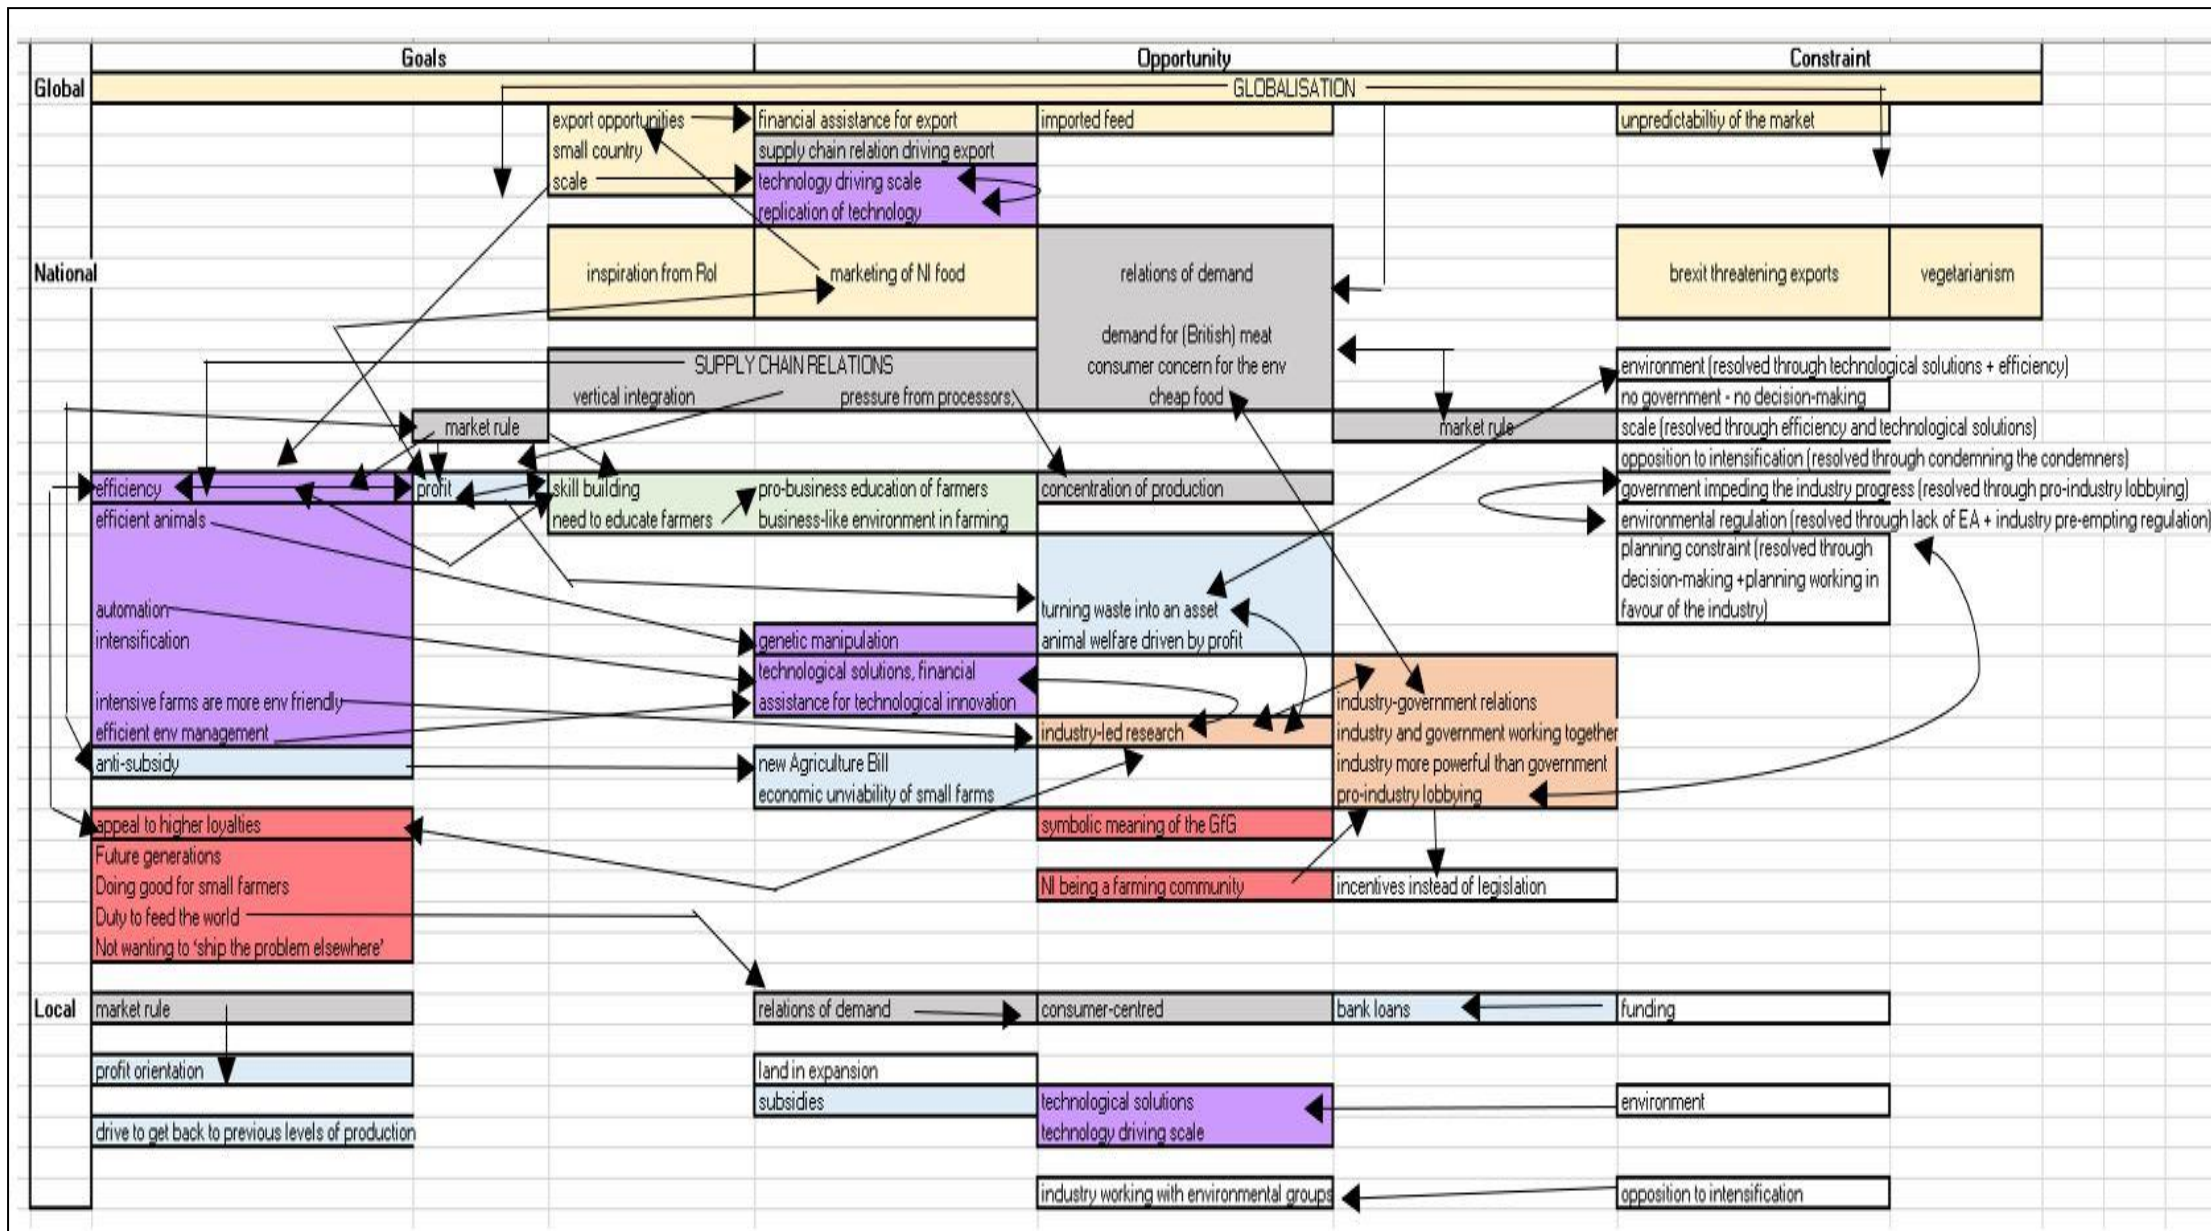 Goals Opportunity Constraint
Global GLOBALISATION
export opportunities financial assistance for export imported feed unpredictabiltiy of the market
small country supply chain relation driving export
scale technology driving scale
replication of technology
National inspiration from RoI marketing of NI food relations of demand brexit threatening exports vegetarianism
demand for (British) meat
SUPPLY CHAIN RELATIONS consumer concern for the env environment (resolved through technological solutions + efficiency)
vertical integration pressure from processors, cheap food no government - no decision-making
market rule market rule scale (resolved through efficiency and technological solutions)
opposition to intensification (resolved through condemning the condemners)
efficiency profit skill building pro-business education of farmers concentration of production government impeding the industry progress (resolved through pro-industry lobbying)
efficient animals need to educate farmers business-like environment in farming environmental regulation (resolved through lack of EA + industry pre-empting regulation)
planning constraint (resolved through
decision-making +planning working in
automation turning waste into an asset favour of the industry)
intensification genetic manipulation animal welfare driven by profit
technological solutions, financial
intensive farms are more env friendly assistance for technological innovation industry-government relations
efficient env management industry-led research industry and government working together
anti-subsidy new Agriculture Bill industry more powerful than government
economic unviability of small farms pro-industry lobbying
appeal to higher loyalties symbolic meaning of the GfG
Future generations
Doing good for small farmers NI being a farming community incentives instead of legislation
Duty to feed the world
Not wanting to 'ship the problem elsewhere'
Local market rule relations of demand consumer-centred bank loans funding
profit orientation land in expansion
subsidies technological solutions environment
drive to get back to previous levels of production technology driving scale
industry working with environmental groups opposition to intensification